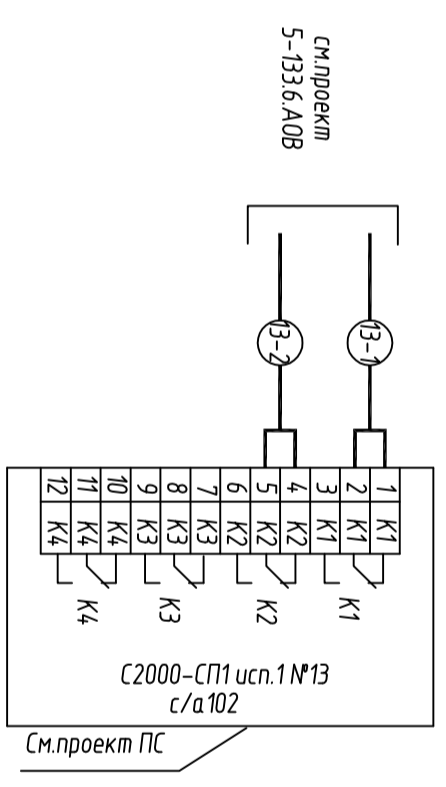 см.проект
5-133.6.АОВ
13-2
13-1
12 11 10 9 8 7 6 5 4 3 2 1
К4 К4 К4 К3 К3 К3 К2 К2 К2 К1 К1 К1
К4 К3 К2 К1
С2000-СП1 исп.1 №13
с/а102
См.проект ПС